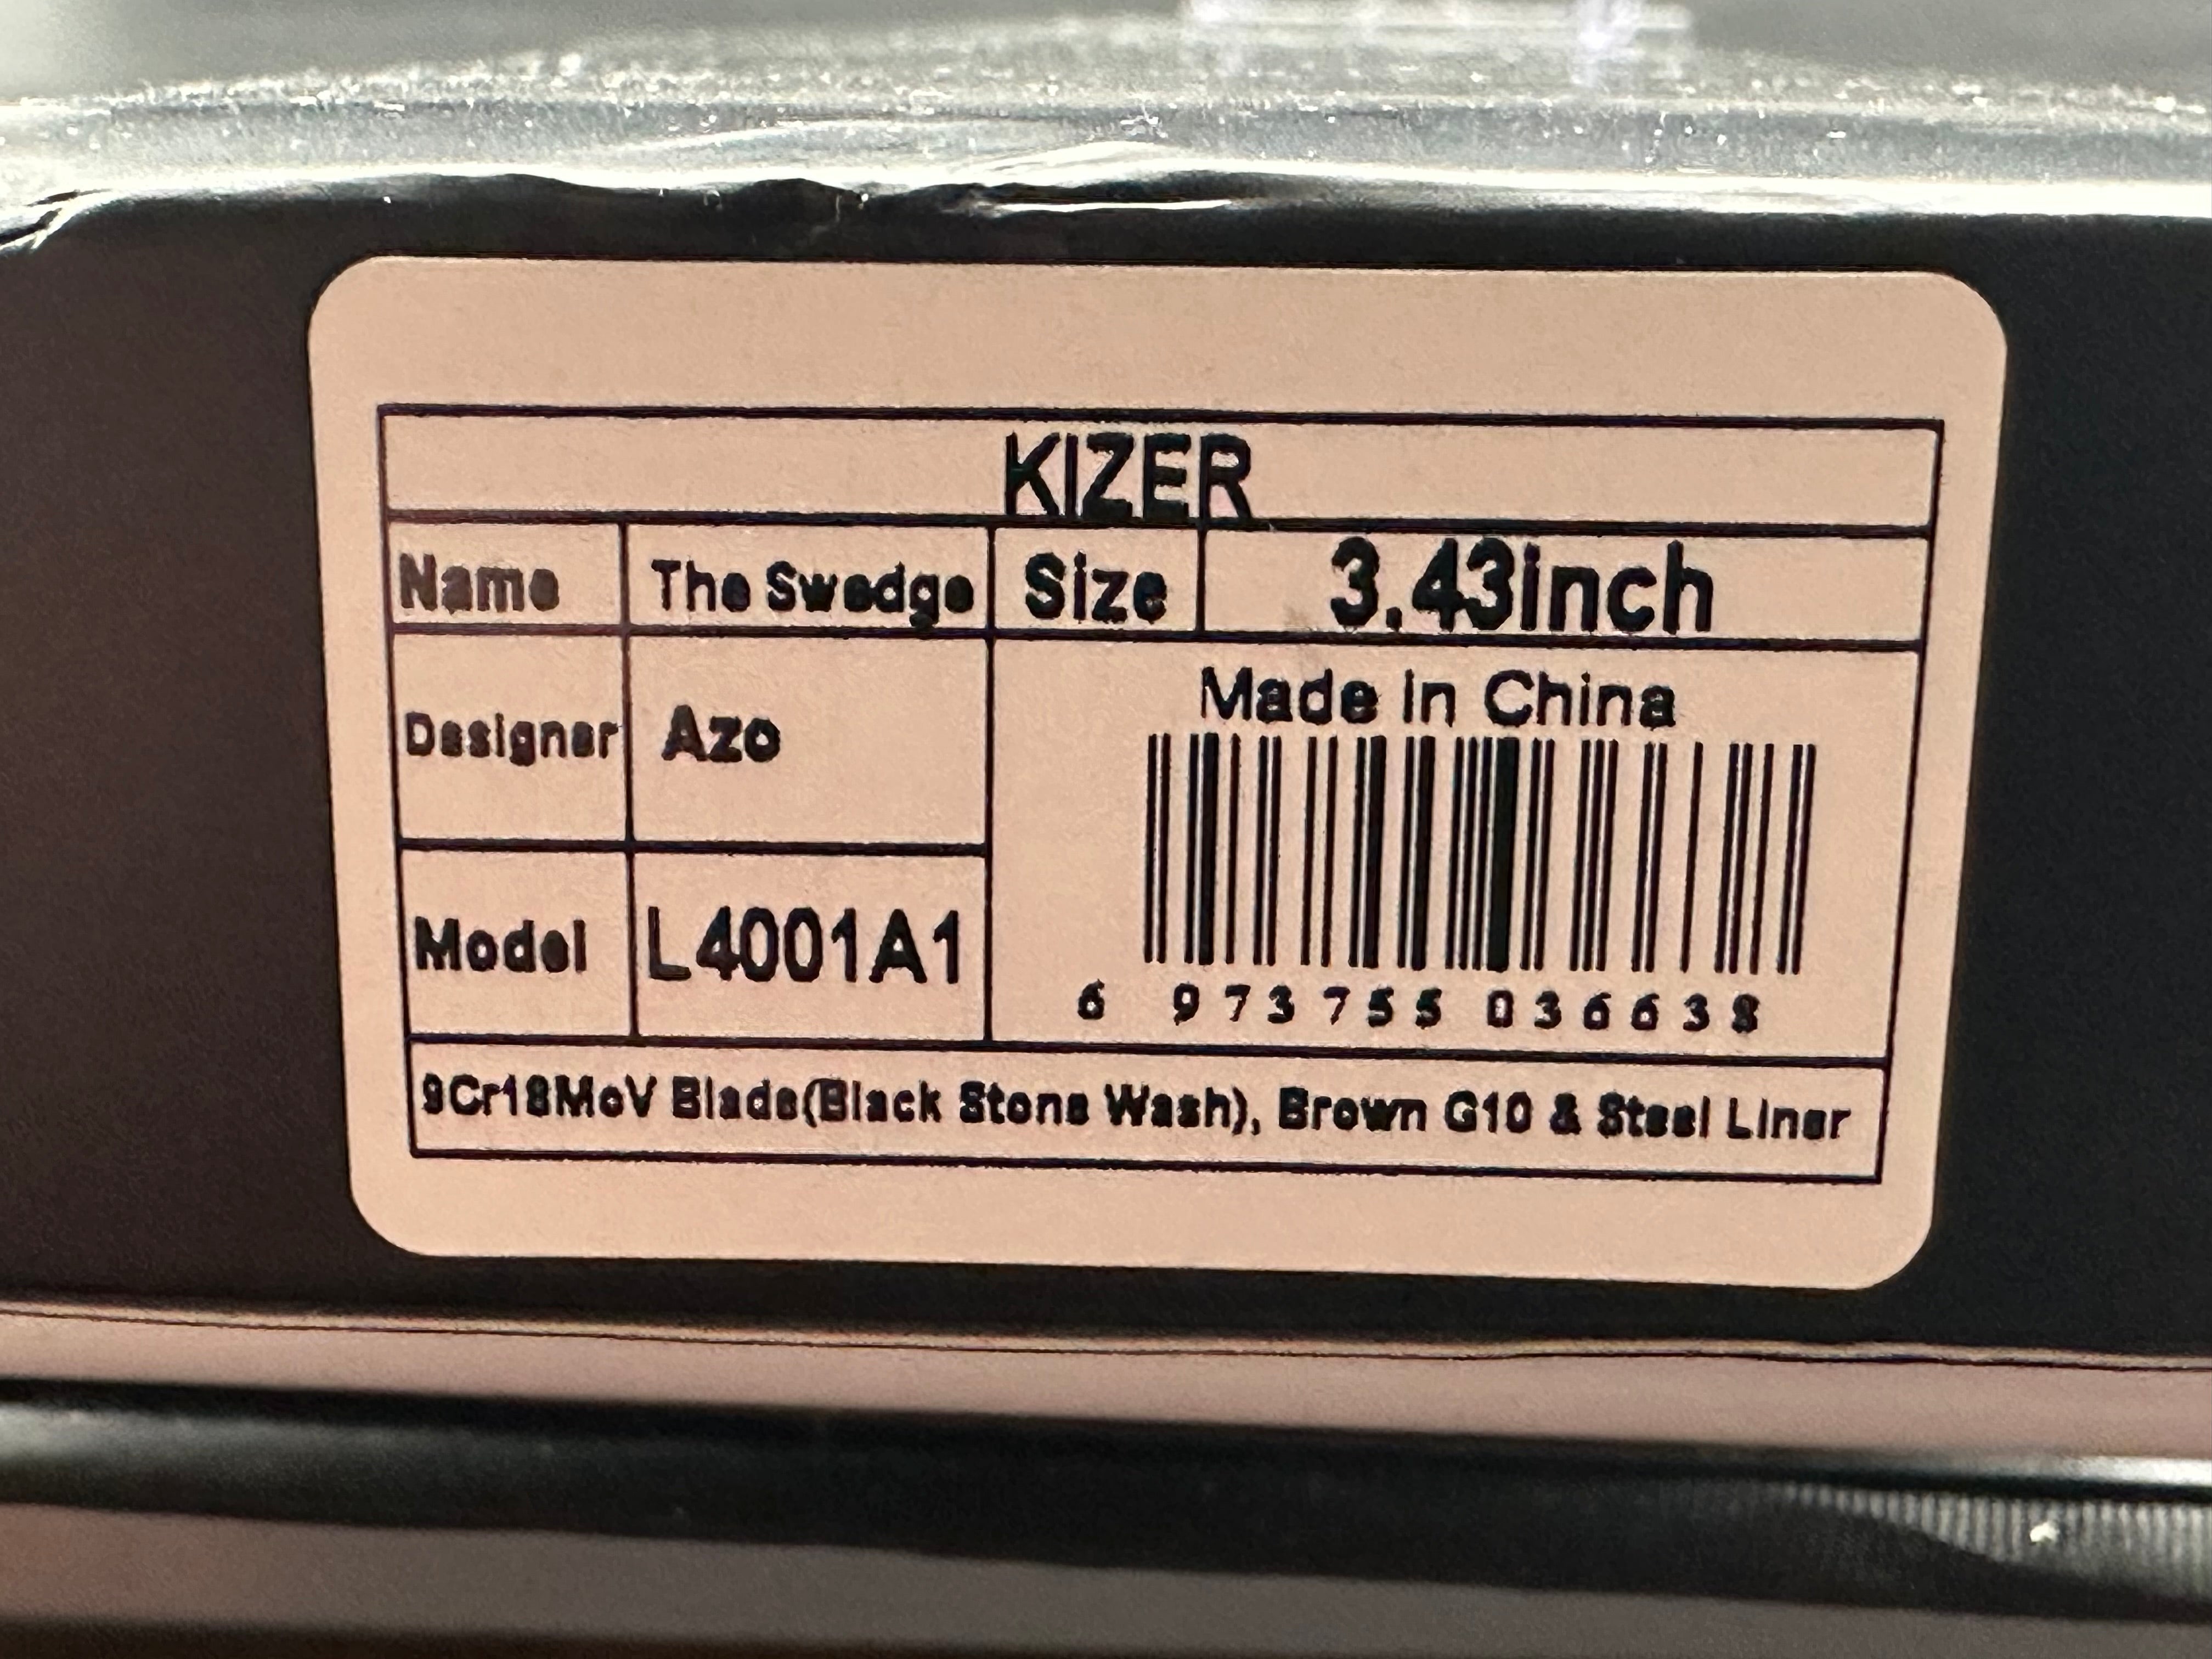 KIZER
Name The Swedge Size 3.43inch
Designer Azo
Made in China
Model L4001A1
6 973755 036638
9Cr18MoV Blade(Black Stone Wash), Brown G10 & Steel Liner